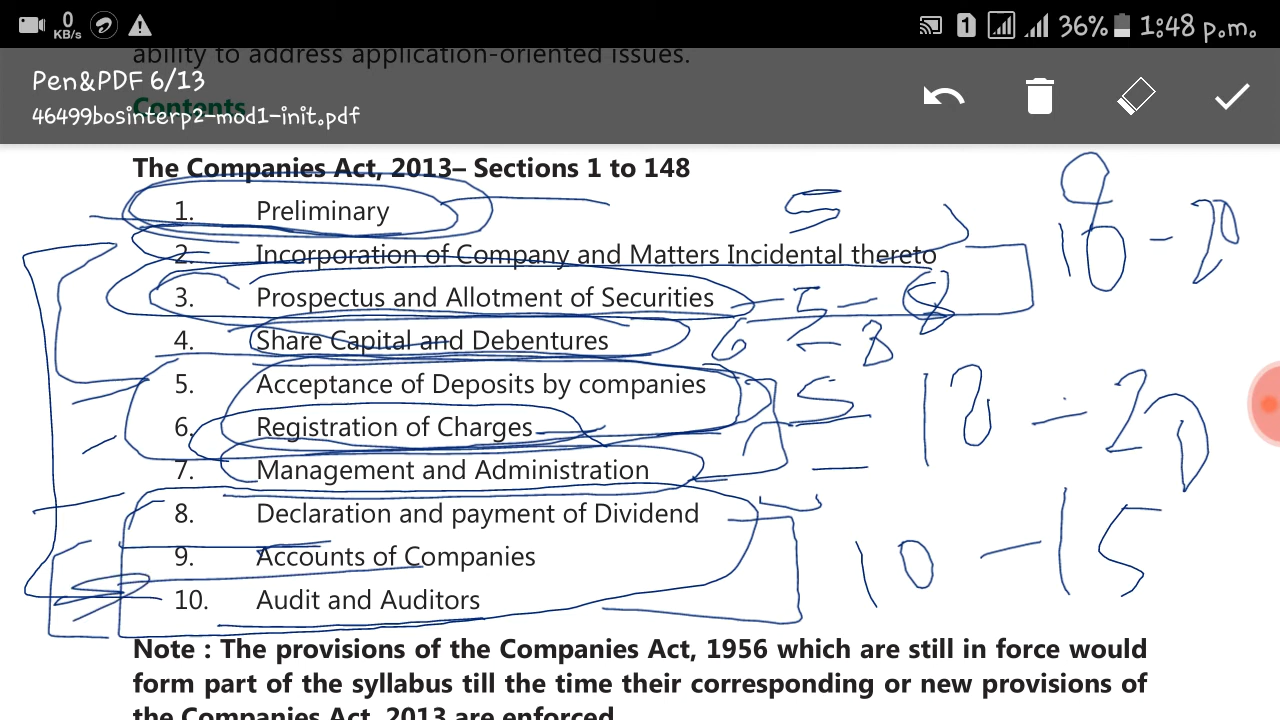 0 KB/s 1 36% 1:48 p.m.
ability to address application-oriented issues.
Pen&PDF 6/13
Contents
46499bosinterp2-mod1-init.pdf
The Companies Act, 2013– Sections 1 to 148
1. Preliminary 5
2. Incorporation of Company and Matters Incidental thereto 18 - 20
3. Prospectus and Allotment of Securities - 5 - 8
4. Share Capital and Debentures 6 - 8
5. Acceptance of Deposits by companies 5 18 - 20
6. Registration of Charges
7. Management and Administration
8. Declaration and payment of Dividend
9. Accounts of Companies 10 - 15
10. Audit and Auditors
Note : The provisions of the Companies Act, 1956 which are still in force would
form part of the syllabus till the time their corresponding or new provisions of
the Companies Act, 2013 are enforced